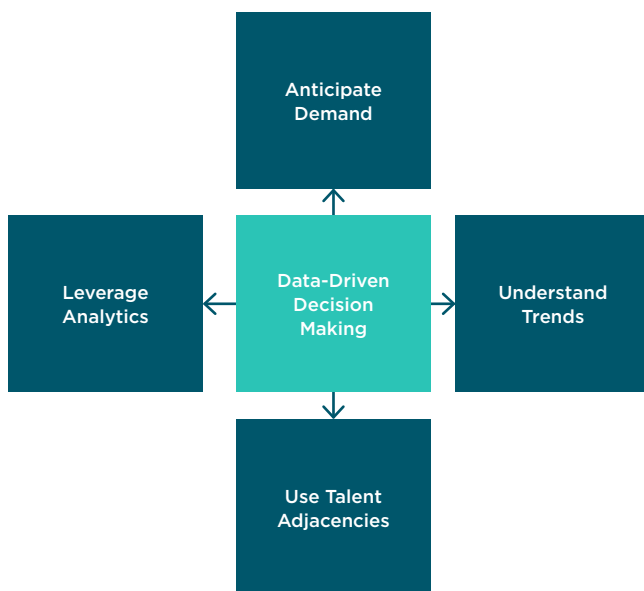 Anticipate
Demand
Leverage
Analytics
Data-Driven
Decision
Making
Understand
Trends
Use Talent
Adjacencies